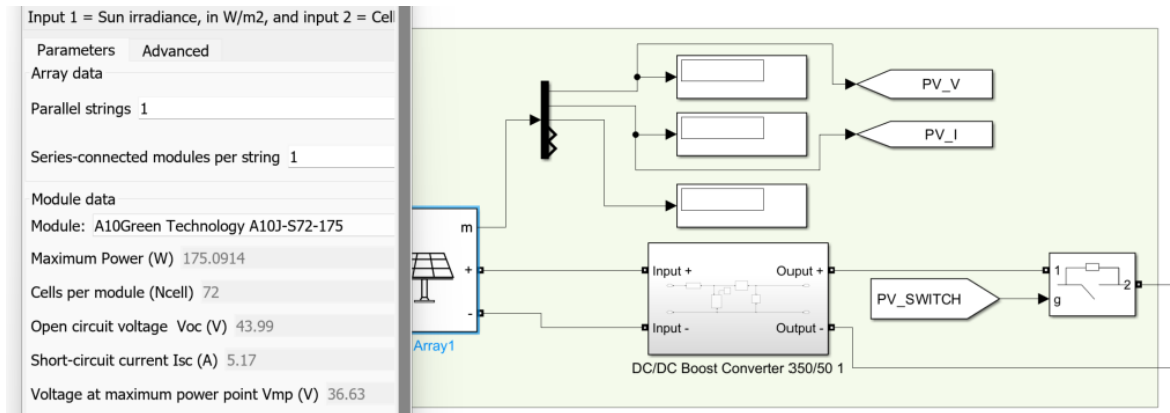 Input 1 = Sun irradiance, in W/m2, and input 2 = Cel
Parameters Advanced
Array data
Parallel strings 1
Series-connected modules per string 1
Module data
Module: A10Green Technology A10J-S72-175
Maximum Power (W) 175.0914
Cells per module (Ncell) 72
Open circuit voltage Voc (V) 43.99
Short-circuit current Isc (A) 5.17
Voltage at maximum power point Vmp (V) 36.63
PV_V
PV_I
m
+
-
Array1
Input +
Ouput +
Input -
Output -
DC/DC Boost Converter 350/50 1
PV_SWITCH
1
2
g